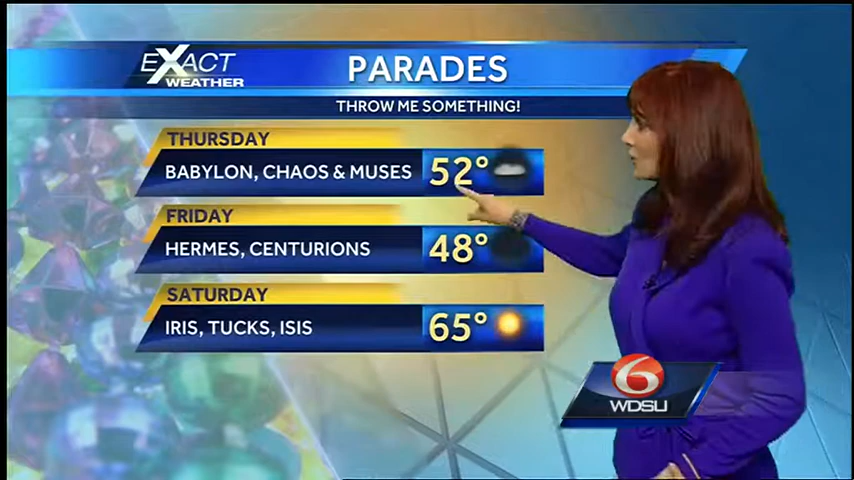 EXACT
WEATHER
PARADES
THROW ME SOMETHING!
THURSDAY
BABYLON, CHAOS & MUSES 52°
FRIDAY
HERMES, CENTURIONS 48°
SATURDAY
IRIS, TUCKS, ISIS 65°
6
WDSU